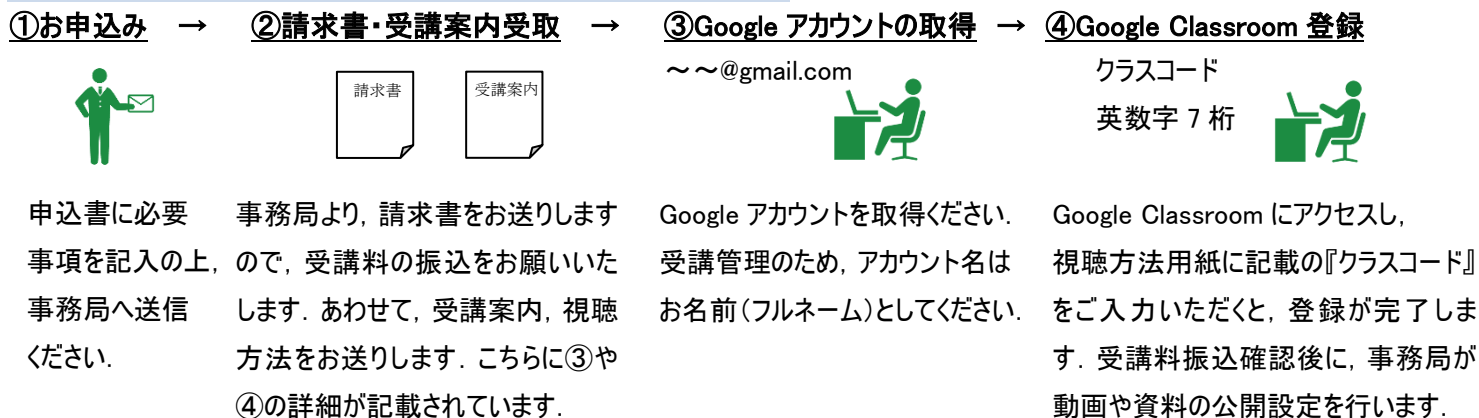 ①お申込み → ②請求書・受講案内受取 → ③Google アカウントの取得 → ④Google Classroom 登録
請求書
受講案内
～～@gmail.com
クラスコード
英数字 7 桁
申込書に必要
事項を記入の上，
事務局へ送信
ください．
事務局より，請求書をお送りします
ので，受講料の振込をお願いいた
します．あわせて，受講案内，視聴
方法をお送りします．こちらに③や
④の詳細が記載されています．
Google アカウントを取得ください．
受講管理のため，アカウント名は
お名前（フルネーム）としてください．
Google Classroom にアクセスし，
視聴方法用紙に記載の『クラスコード』
をご入力いただくと，登録が完了しま
す．受講料振込確認後に，事務局が
動画や資料の公開設定を行います．